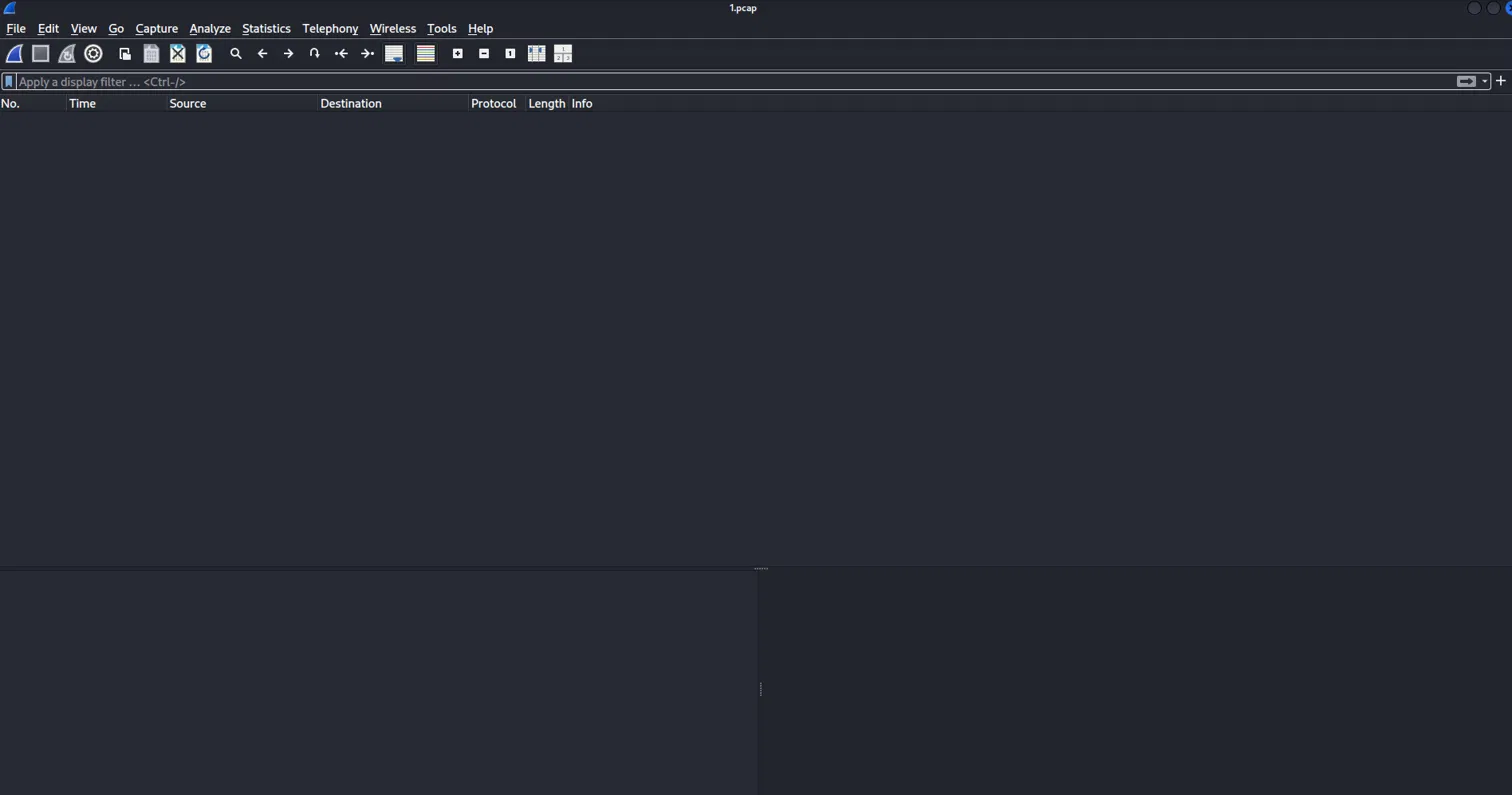 1.pcap
File Edit View Go Capture Analyze Statistics Telephony Wireless Tools Help
Apply a display filter ... <Ctrl-/>
No. Time Source Destination Protocol Length Info